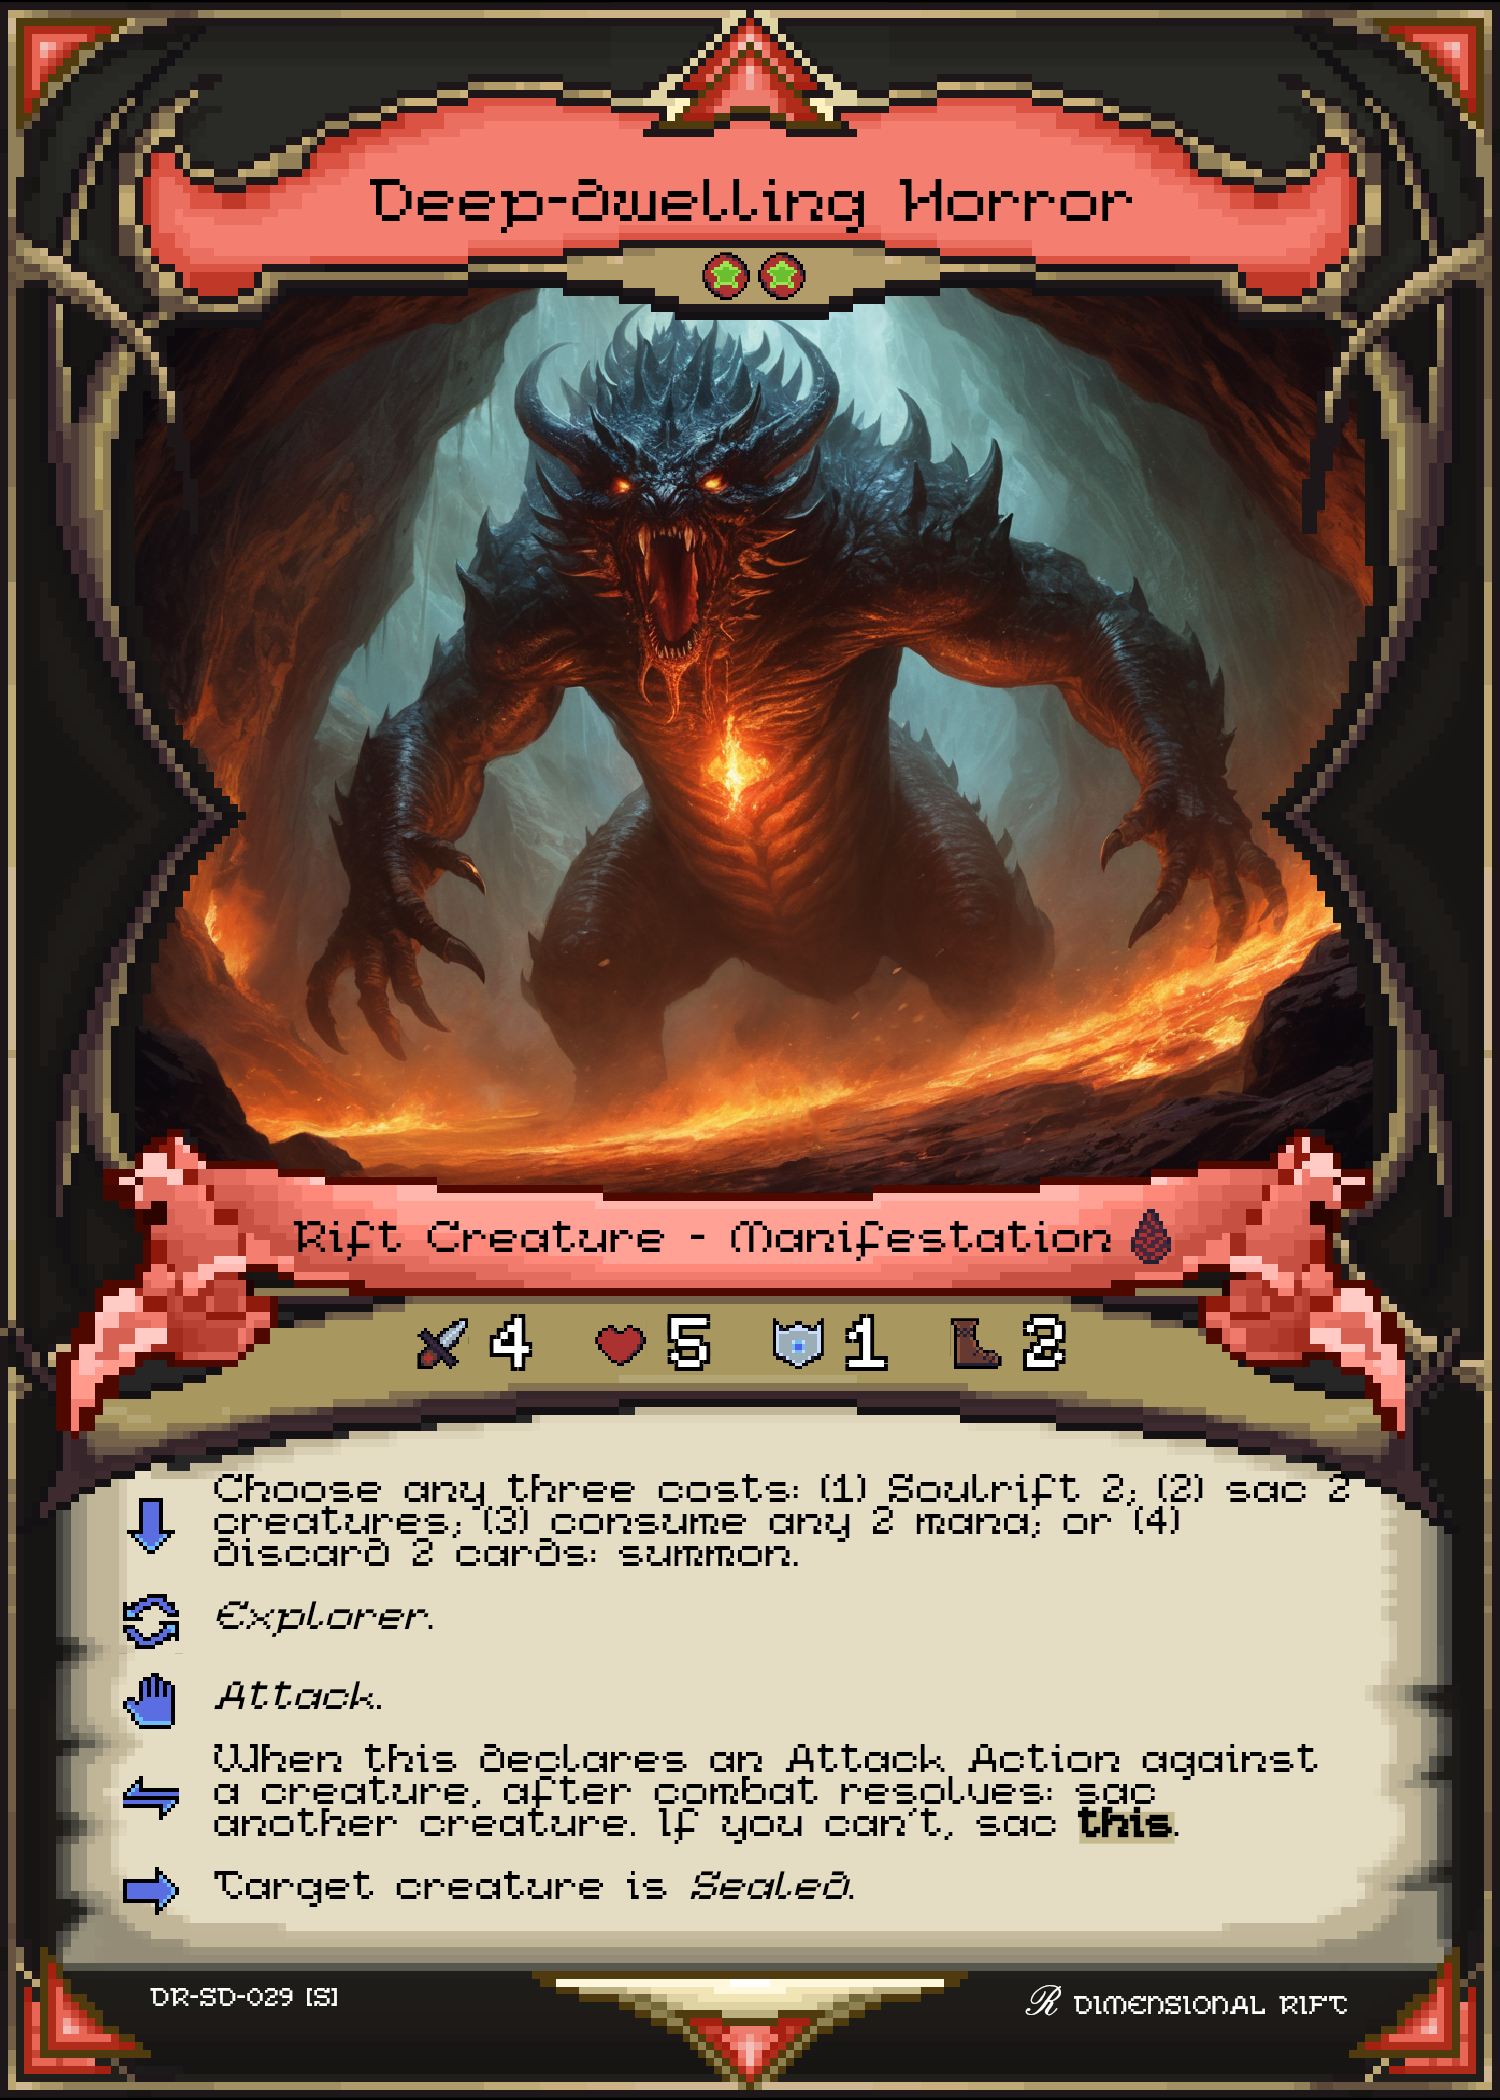 Deep-dwelling Horror
Rift Creature - Manifestation
4 5 1 2
Choose any three costs: (1) Soulrift 2; (2) sac 2
creatures; (3) consume any 2 mana; or (4)
discard 2 cards: summon.
Explorer.
Attack.
When this declares an Attack Action against
a creature, after combat resolves: sac
another creature. If you can't, sac this.
Target creature is Sealed.
DR-SD-029 [S]
R DIMENSIONAL RIFT